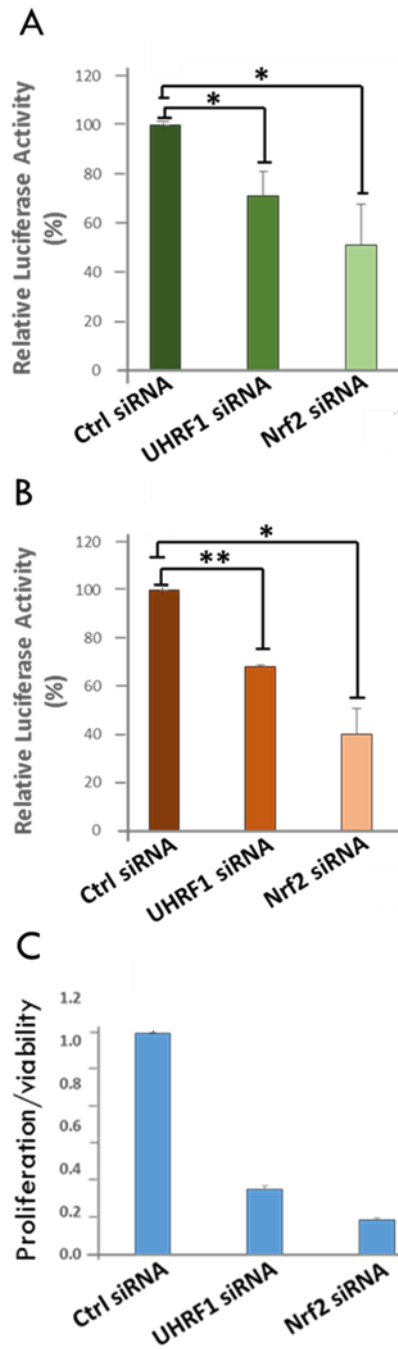 A
Relative Luciferase Activity
(%)
120
100
80
60
40
20
0
*
*
Ctrl siRNA
UHRF1 siRNA
Nrf2 siRNA
B
Relative Luciferase Activity
(%)
120
100
80
60
40
20
0
*
**
Ctrl siRNA
UHRF1 siRNA
Nrf2 siRNA
C
Proliferation/viability
1.2
1.0
0.8
0.6
0.4
0.2
0.0
Ctrl siRNA
UHRF1 siRNA
Nrf2 siRNA